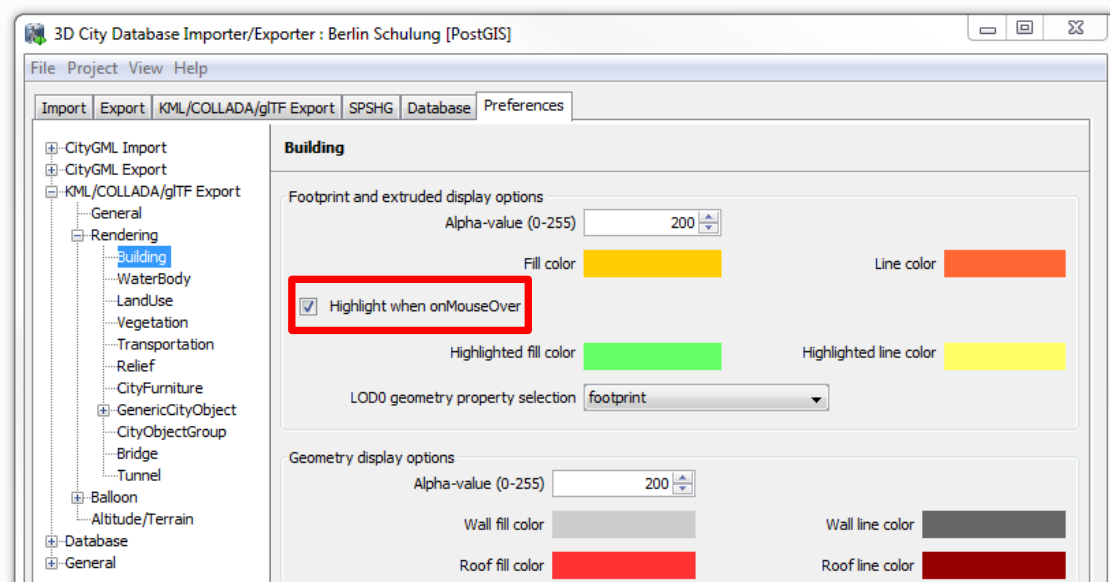 3D City Database Importer/Exporter : Berlin Schulung [PostGIS]
File Project View Help
Import Export KML/COLLADA/glTF Export SPSHG Database Preferences
CityGML Import
CityGML Export
KML/COLLADA/glTF Export
General
Rendering
Building
WaterBody
LandUse
Vegetation
Transportation
Relief
CityFurniture
GenericCityObject
CityObjectGroup
Bridge
Tunnel
Balloon
Altitude/Terrain
Database
General
Building
Footprint and extruded display options
Alpha-value (0-255) 200
Fill color Line color
Highlight when onMouseOver
Highlighted fill color Highlighted line color
LOD0 geometry property selection footprint
Geometry display options
Alpha-value (0-255) 200
Wall fill color Wall line color
Roof fill color Roof line color